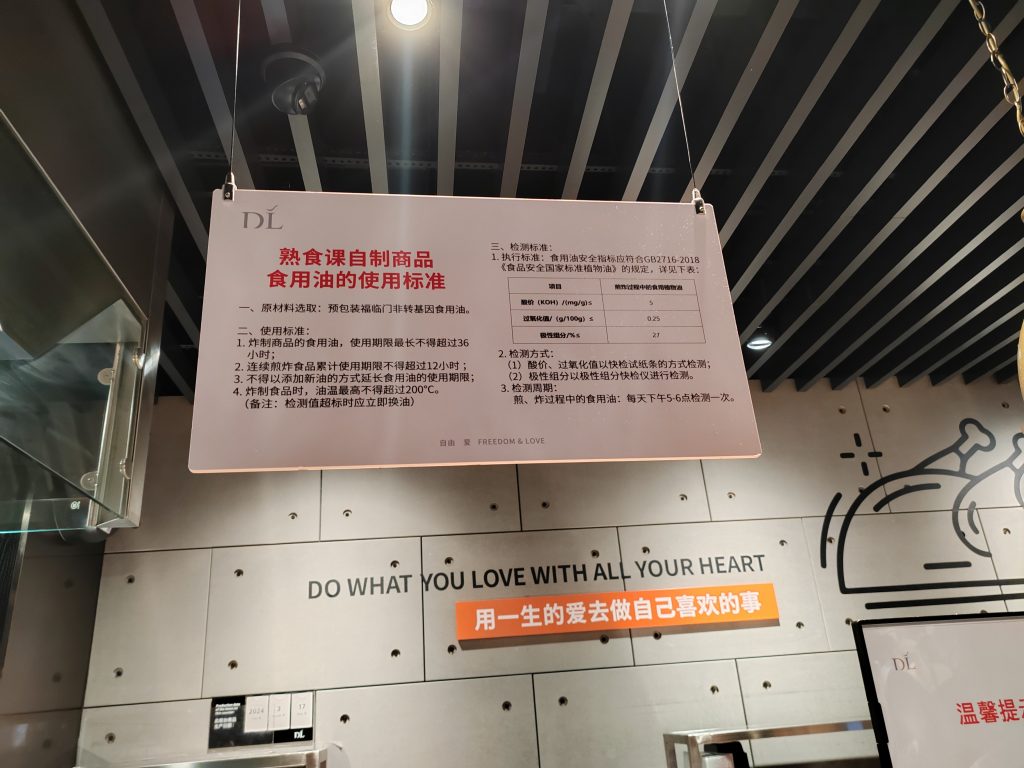 DL
熟食课自制商品
食用油的使用标准
一、原材料选取：预包装福临门非转基因食用油。
二、使用标准：
1. 炸制商品的食用油，使用期限最长不得超过36
小时；
2. 连续煎炸食品累计使用期限不得超过12小时；
3. 不得以添加新油的方式延长食用油的使用期限；
4. 炸制食品时，油温最高不得超过200℃。
（备注：检测值超标时应立即换油）
三、检测标准：
1. 执行标准：食用油安全指标应符合GB2716-2018
《食品安全国家标准植物油》的规定，详见下表：
项目 煎炸过程中的食用植物油
酸价（KOH）/(mg/g)≤ 5
过氧化值/（g/100g）≤ 0.25
极性组分/%≤ 27
2. 检测方式：
（1）酸价、过氧化值以快检试纸条的方式检测；
（2）极性组分以极性组分快检仪进行检测。
3. 检测周期：
煎、炸过程中的食用油：每天下午5-6点检测一次。
自由 爱 FREEDOM & LOVE
DO WHAT YOU LOVE WITH ALL YOUR HEART
用一生的爱去做自己喜欢的事
2024 3 17
DL
DL
温馨提示